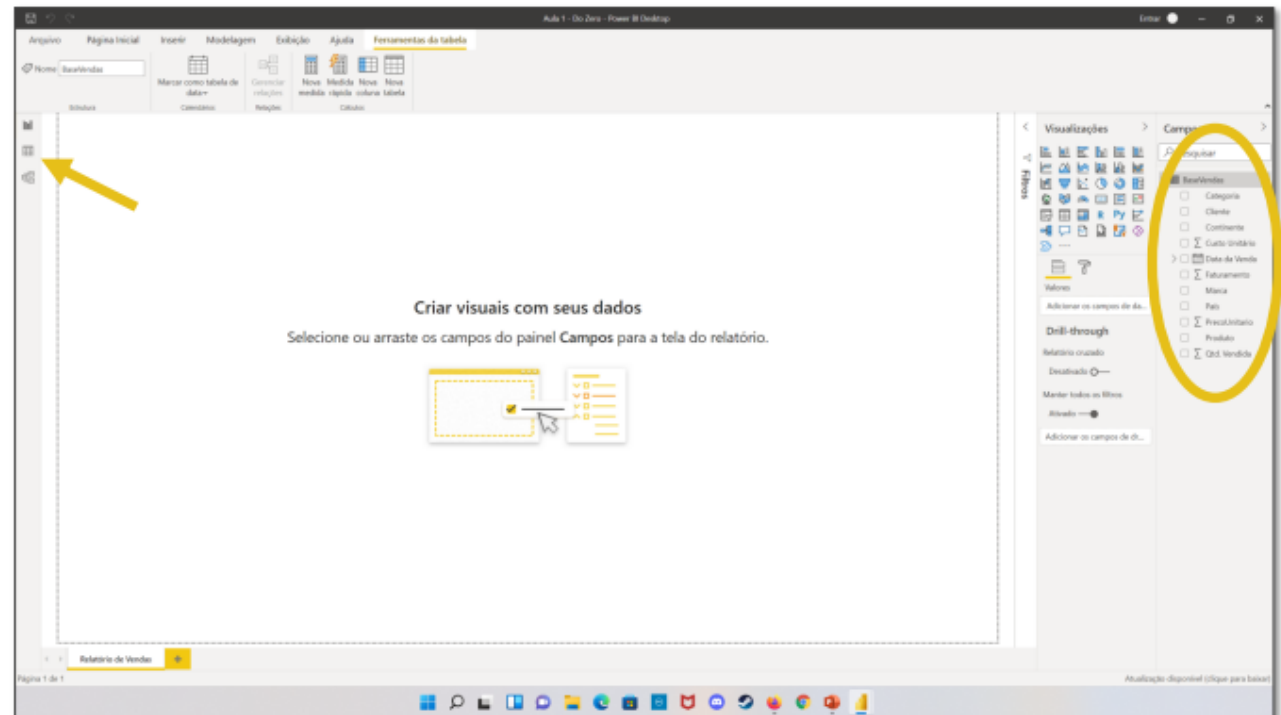 Aula 1 - Do Zero - Power BI Desktop
Entrar
Arquivo Página Inicial Inserir Modelagem Exibição Ajuda Ferramentas da tabela
Nome BaseVendas
Marcar como tabela de data
Gerenciar relações
Nova medida
Medida rápida
Nova coluna
Nova tabela
Estrutura Calendários Relações Cálculos
Filtros
Visualizações
Valores
Adicionar os campos de da...
Drill-through
Relatório cruzado
Desativado
Manter todos os filtros
Ativado
Adicionar os campos de dr...
BaseVendas
Categoria
Cliente
Continente
Custo Unitário
Data da Venda
Faturamento
Marca
País
PrecoUnitario
Produto
Qtd. Vendida
Criar visuais com seus dados
Selecione ou arraste os campos do painel Campos para a tela do relatório.
Relatório de Vendas
Página 1 de 1
Atualização disponível (clique para baixar)